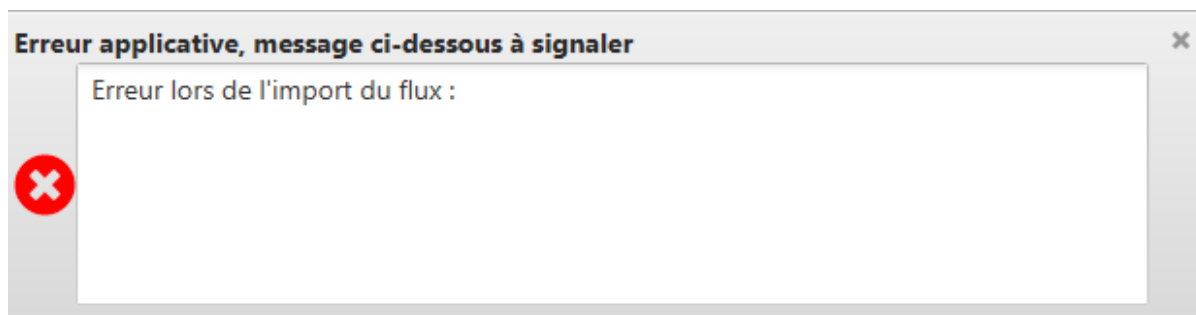 Erreur applicative, message ci-dessous à signaler
Erreur lors de l'import du flux :